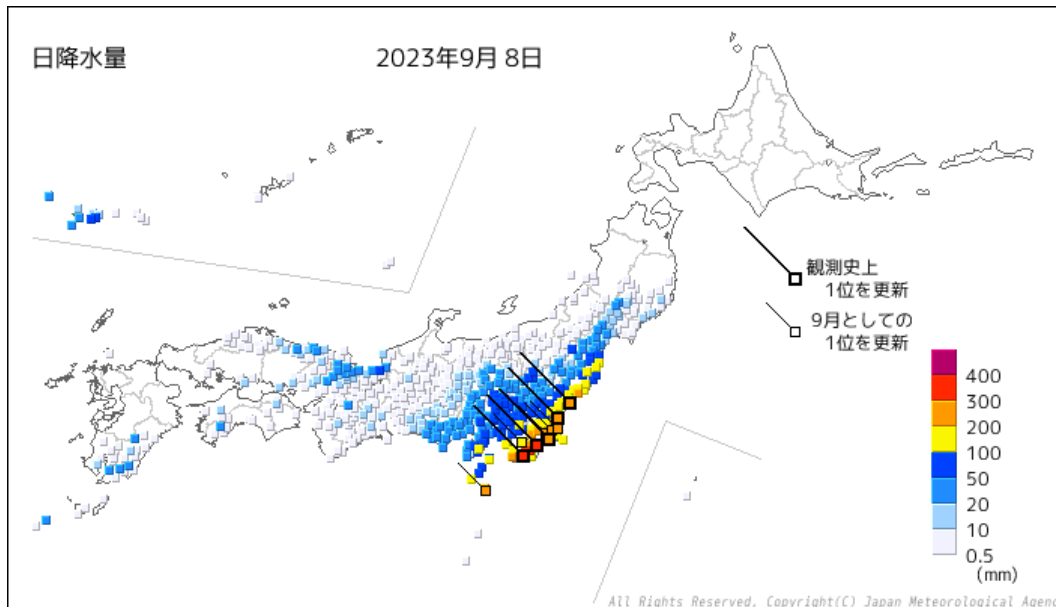 日降水量
2023年9月 8日
観測史上
1位を更新
9月としての
1位を更新
400
300
200
100
50
20
10
0.5
(mm)
All Rights Reserved. Copyright(C) Japan Meteorological Agenc